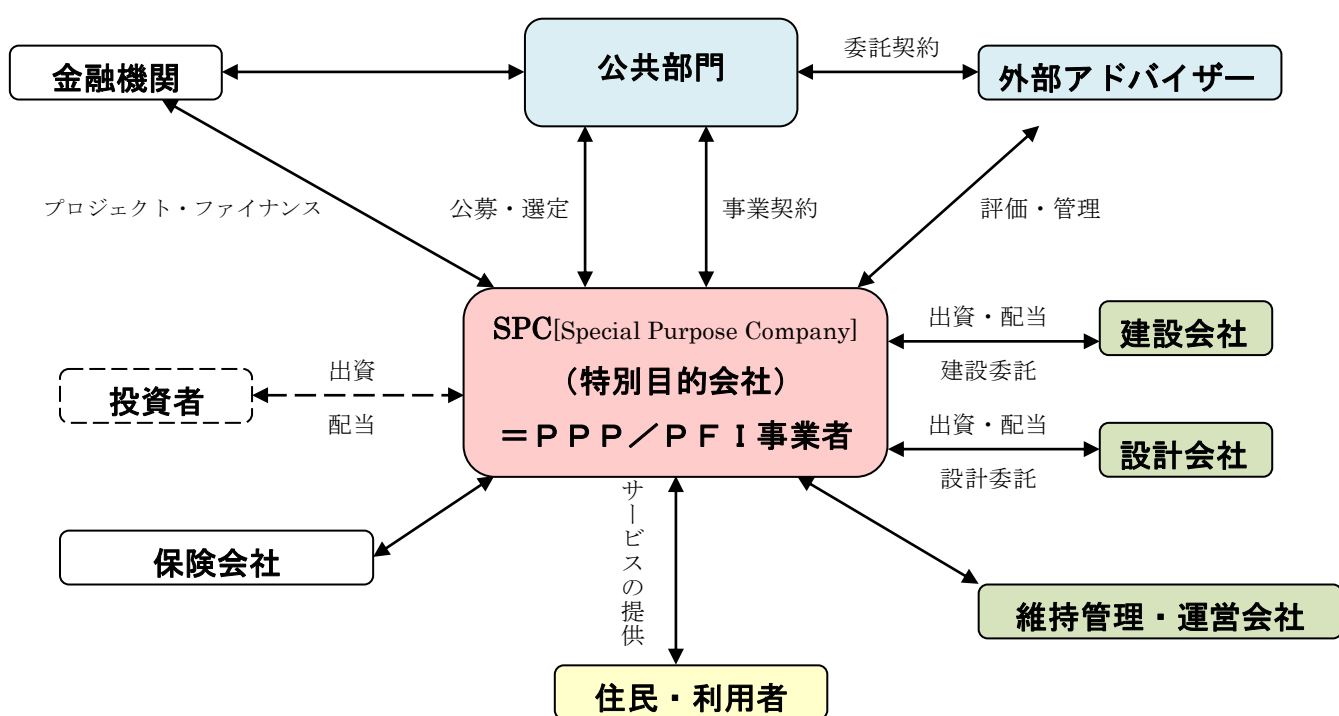 金融機関
公共部門
委託契約
外部アドバイザー
プロジェクト・ファイナンス
公募・選定
事業契約
評価・管理
SPC[Special Purpose Company]
（特別目的会社）
＝ＰＰＰ／ＰＦＩ事業者
出資・配当
建設委託
建設会社
出資
配当
投資者
出資・配当
設計委託
設計会社
サービスの提供
保険会社
維持管理・運営会社
住民・利用者